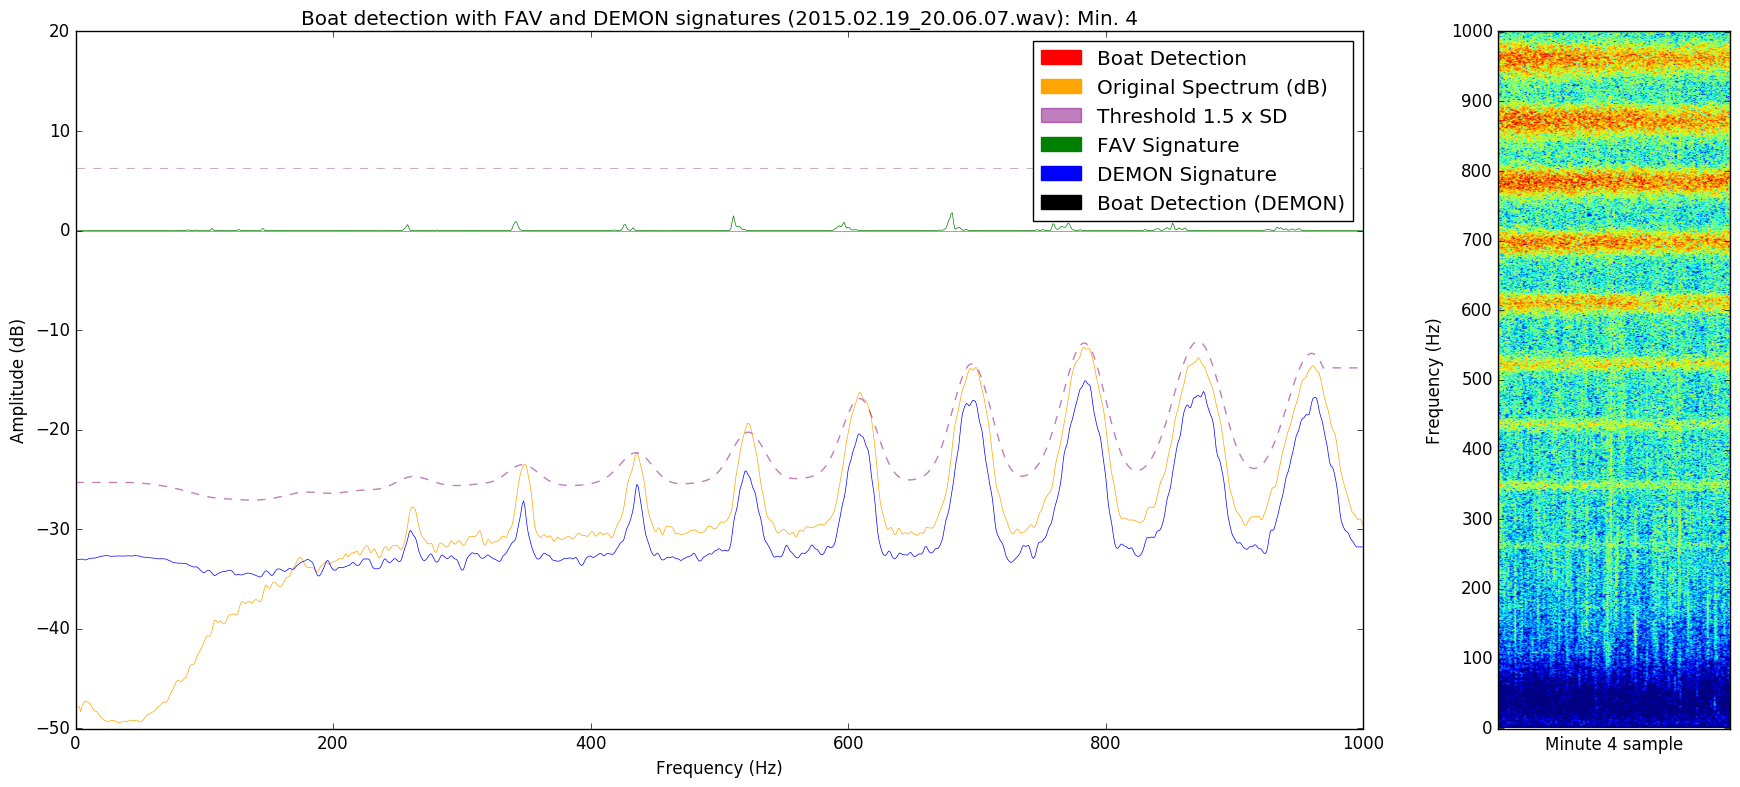 Boat detection with FAV and DEMON signatures (2015.02.19_20.06.07.wav): Min. 4
Boat Detection
Original Spectrum (dB)
Threshold 1.5 x SD
FAV Signature
DEMON Signature
Boat Detection (DEMON)
Amplitude (dB)
20
10
0
−10
−20
−30
−40
−50
0
200
400
600
800
1000
Frequency (Hz)
Frequency (Hz)
1000
900
800
700
600
500
400
300
200
100
0
Minute 4 sample